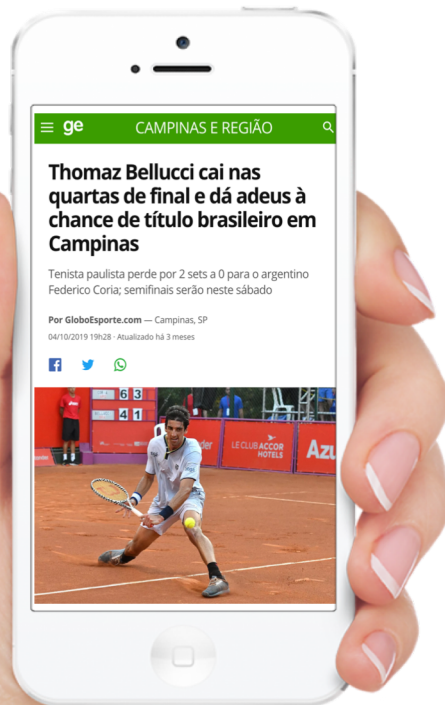 ge CAMPINAS E REGIÃO
Thomaz Bellucci cai nas
quartas de final e dá adeus à
chance de título brasileiro em
Campinas
Tenista paulista perde por 2 sets a 0 para o argentino
Federico Coria; semifinais serão neste sábado
Por GloboEsporte.com — Campinas, SP
04/10/2019 19h28 · Atualizado há 3 meses
6 3
4 1
LE CLUB ACCOR
HOTELS
Azu